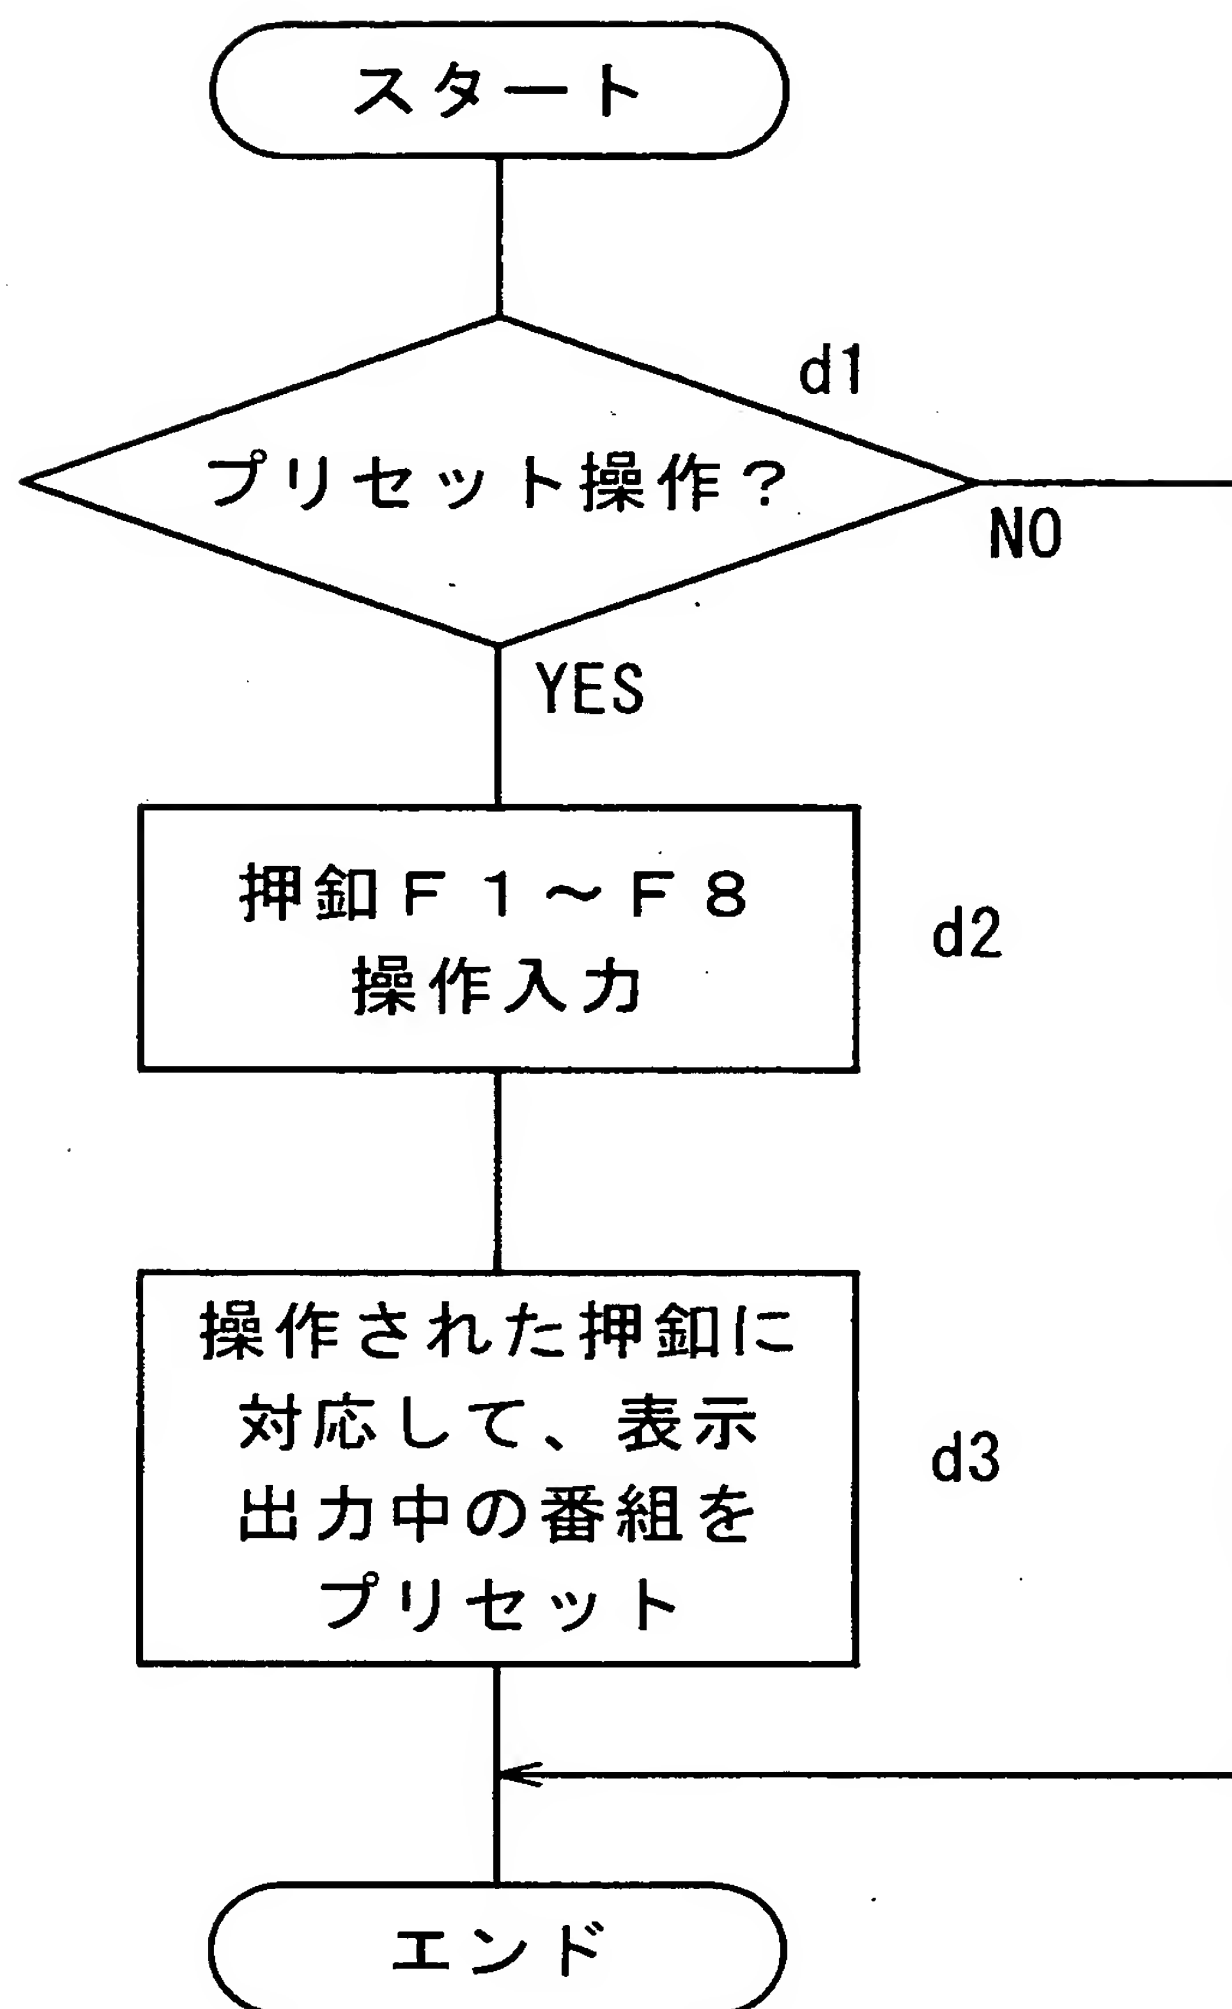 スタート
d1
プリセット操作？
NO
YES
押釦Ｆ１～Ｆ８
操作入力
d2
操作された押釦に
対応して、表示
出力中の番組を
プリセット
d3
エンド